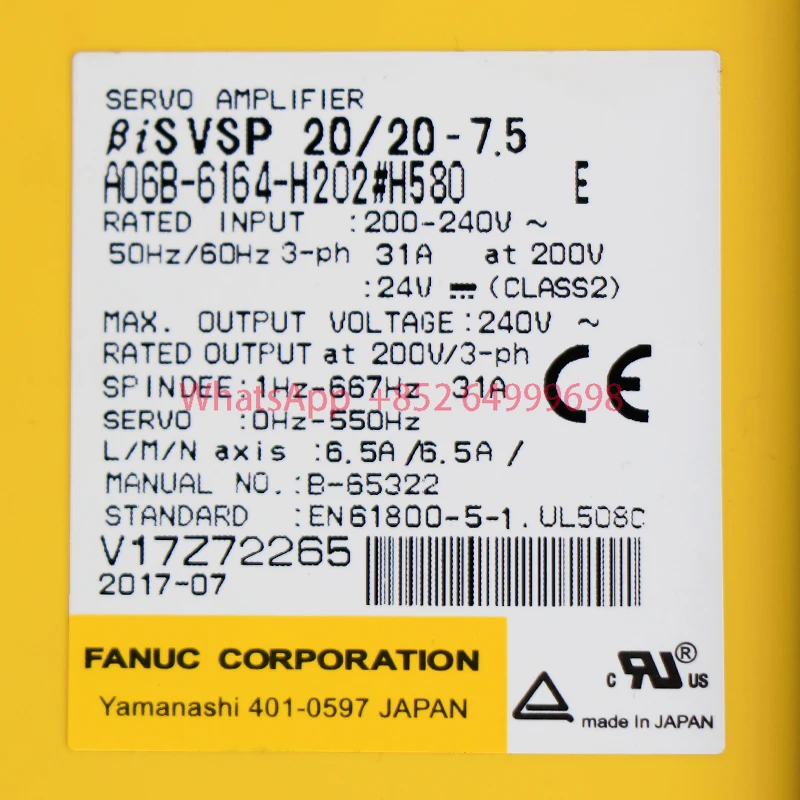 SERVO AMPLIFIER
βiSVSP 20/20-7.5
A06B-6164-H202#H580 E
RATED INPUT :200-240V ~
50Hz/60Hz 3-ph 31A at 200V
:24V ⎓ (CLASS2)
MAX. OUTPUT VOLTAGE:240V ~
RATED OUTPUT at 200V/3-ph
SPINDEE:1Hz-667Hz 31A
WhatsApp +852 64999698
CE
SERVO :0Hz-550Hz
L/M/N axis :6.5A/6.5A/
MANUAL NO.:B-65322
STANDARD :EN61800-5-1.UL508C
V17Z72265
2017-07
FANUC CORPORATION
Yamanashi 401-0597 JAPAN
c RU® US
made In JAPAN